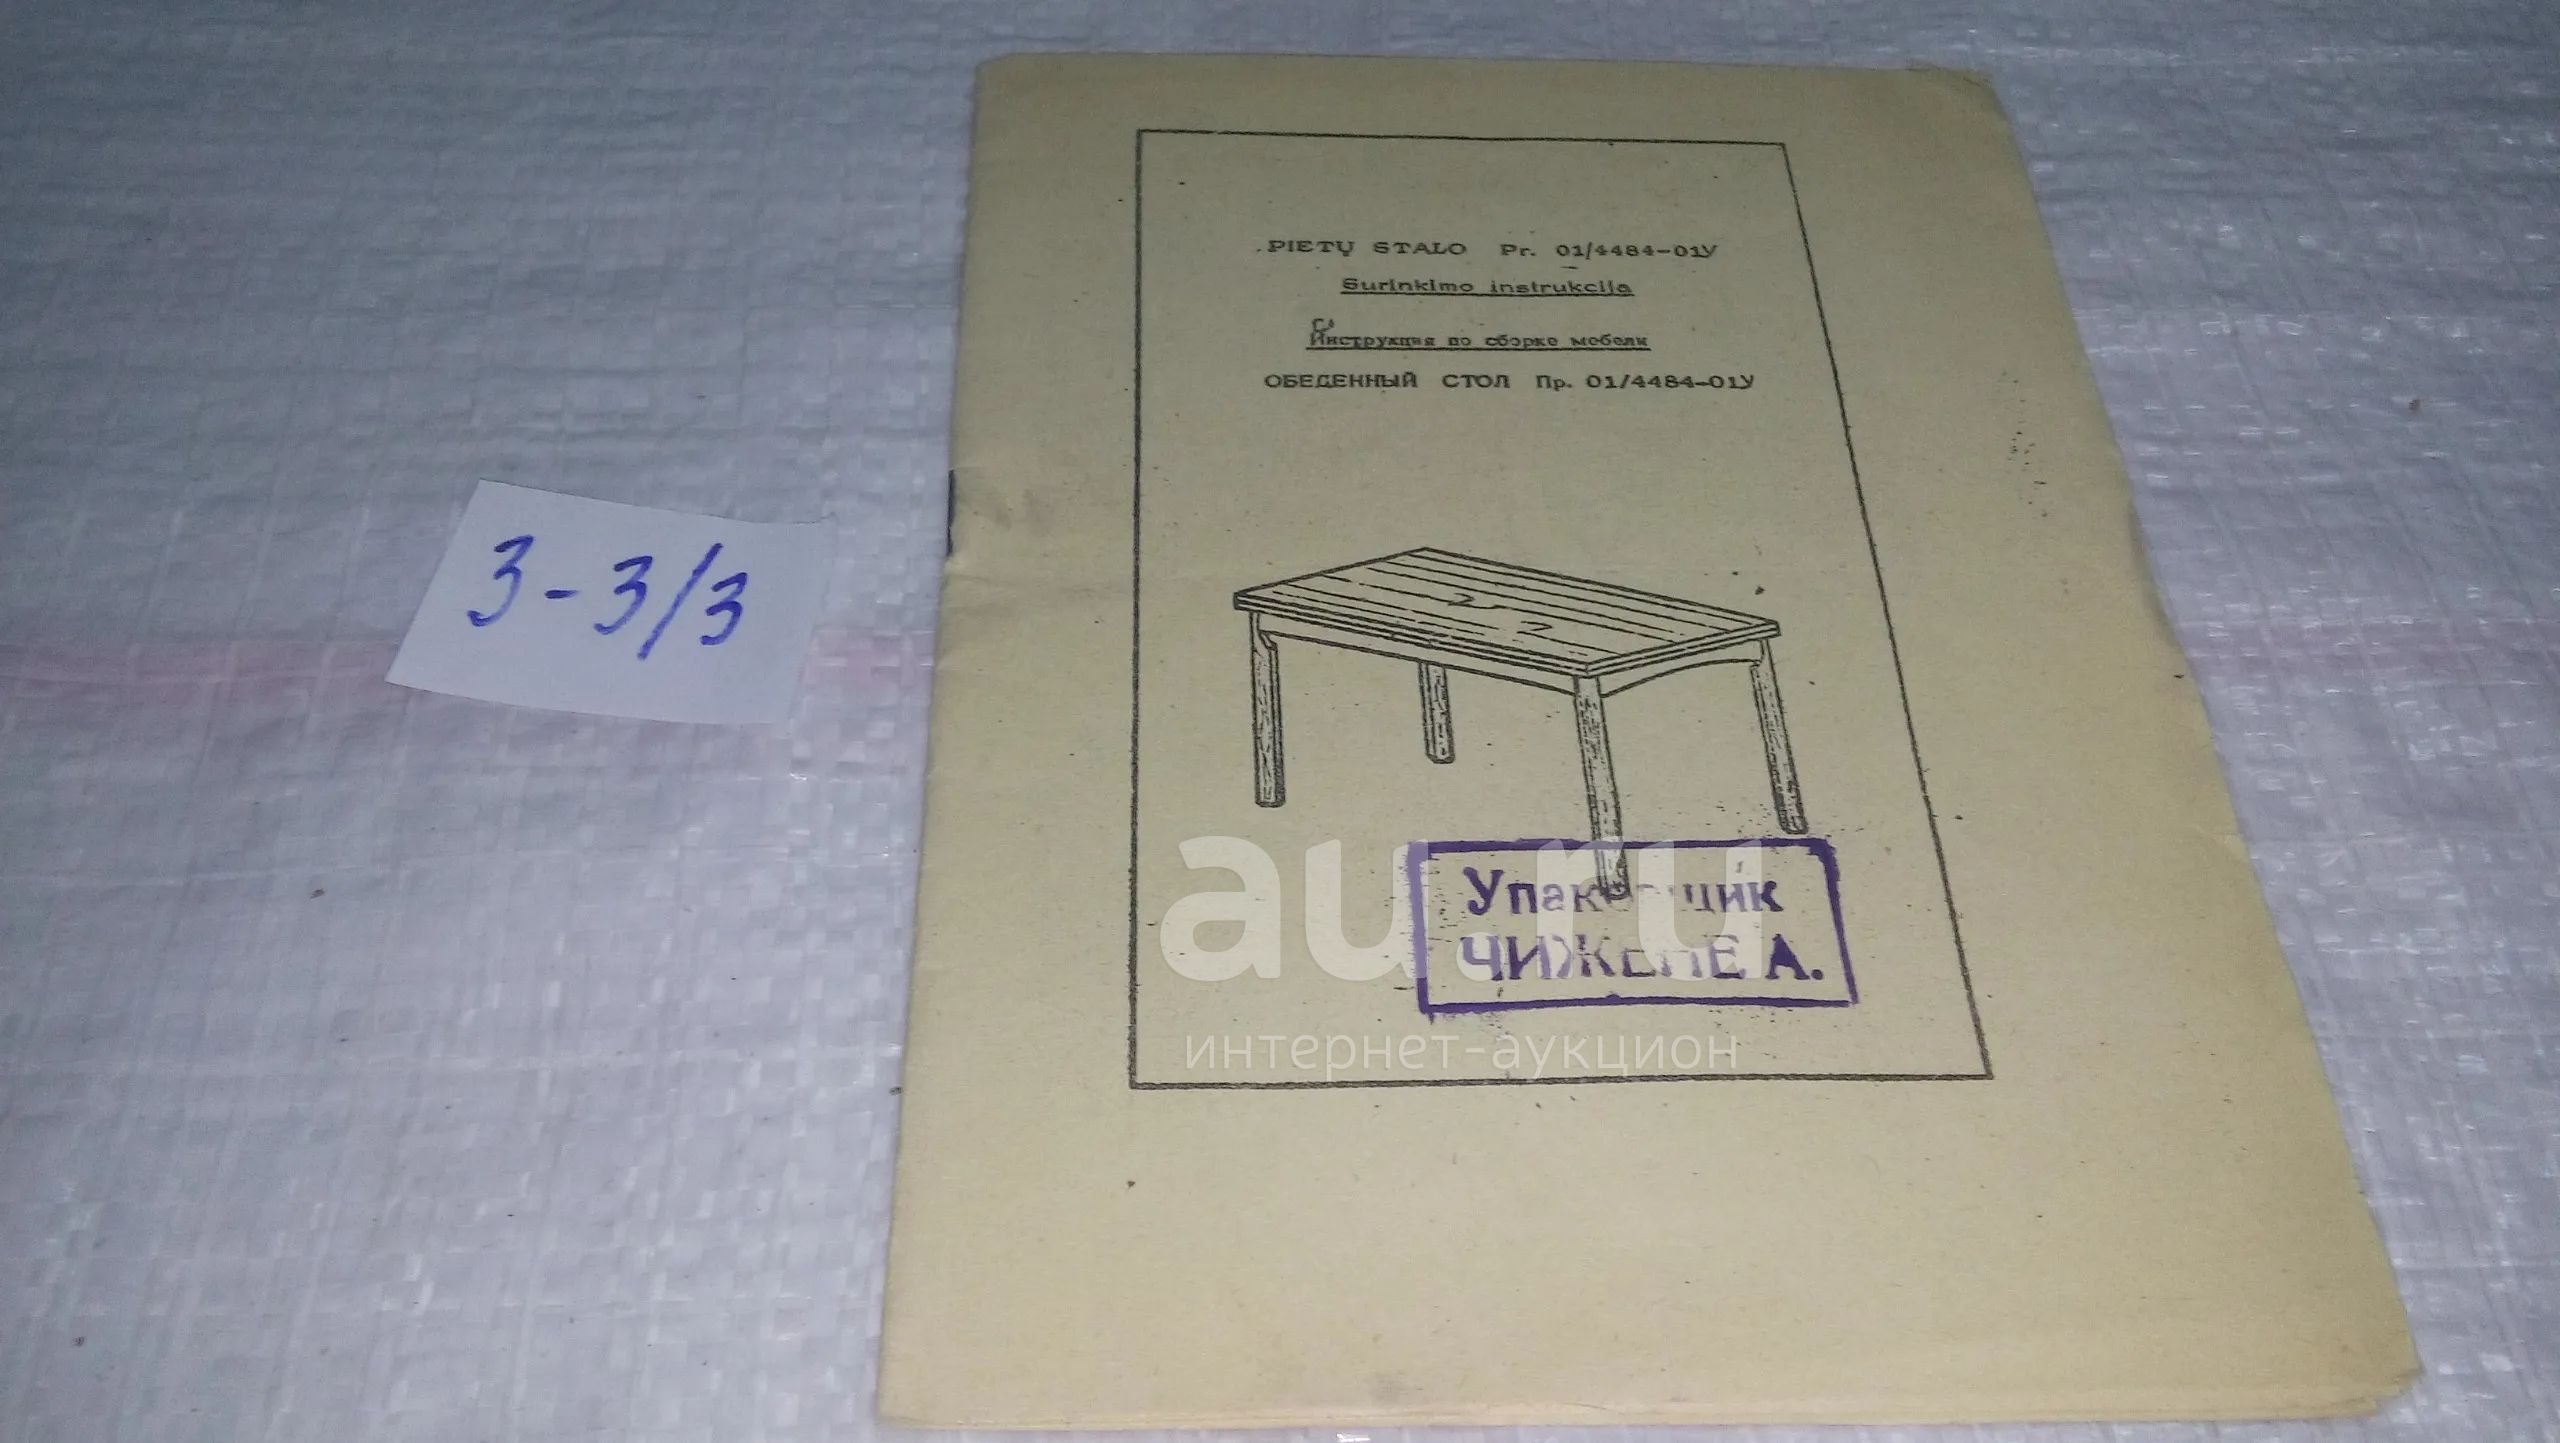 PIETŲ STALO Pr. 01/4484-01У
Surinkimo instrukcija
Инструкция по сборке мебели
ОБЕДЕННЫЙ СТОЛ Пр. 01/4484-01У
3-3/3
Упаковщик
ЧИЖЕНЕ А.
au.ru
интернет-аукцион